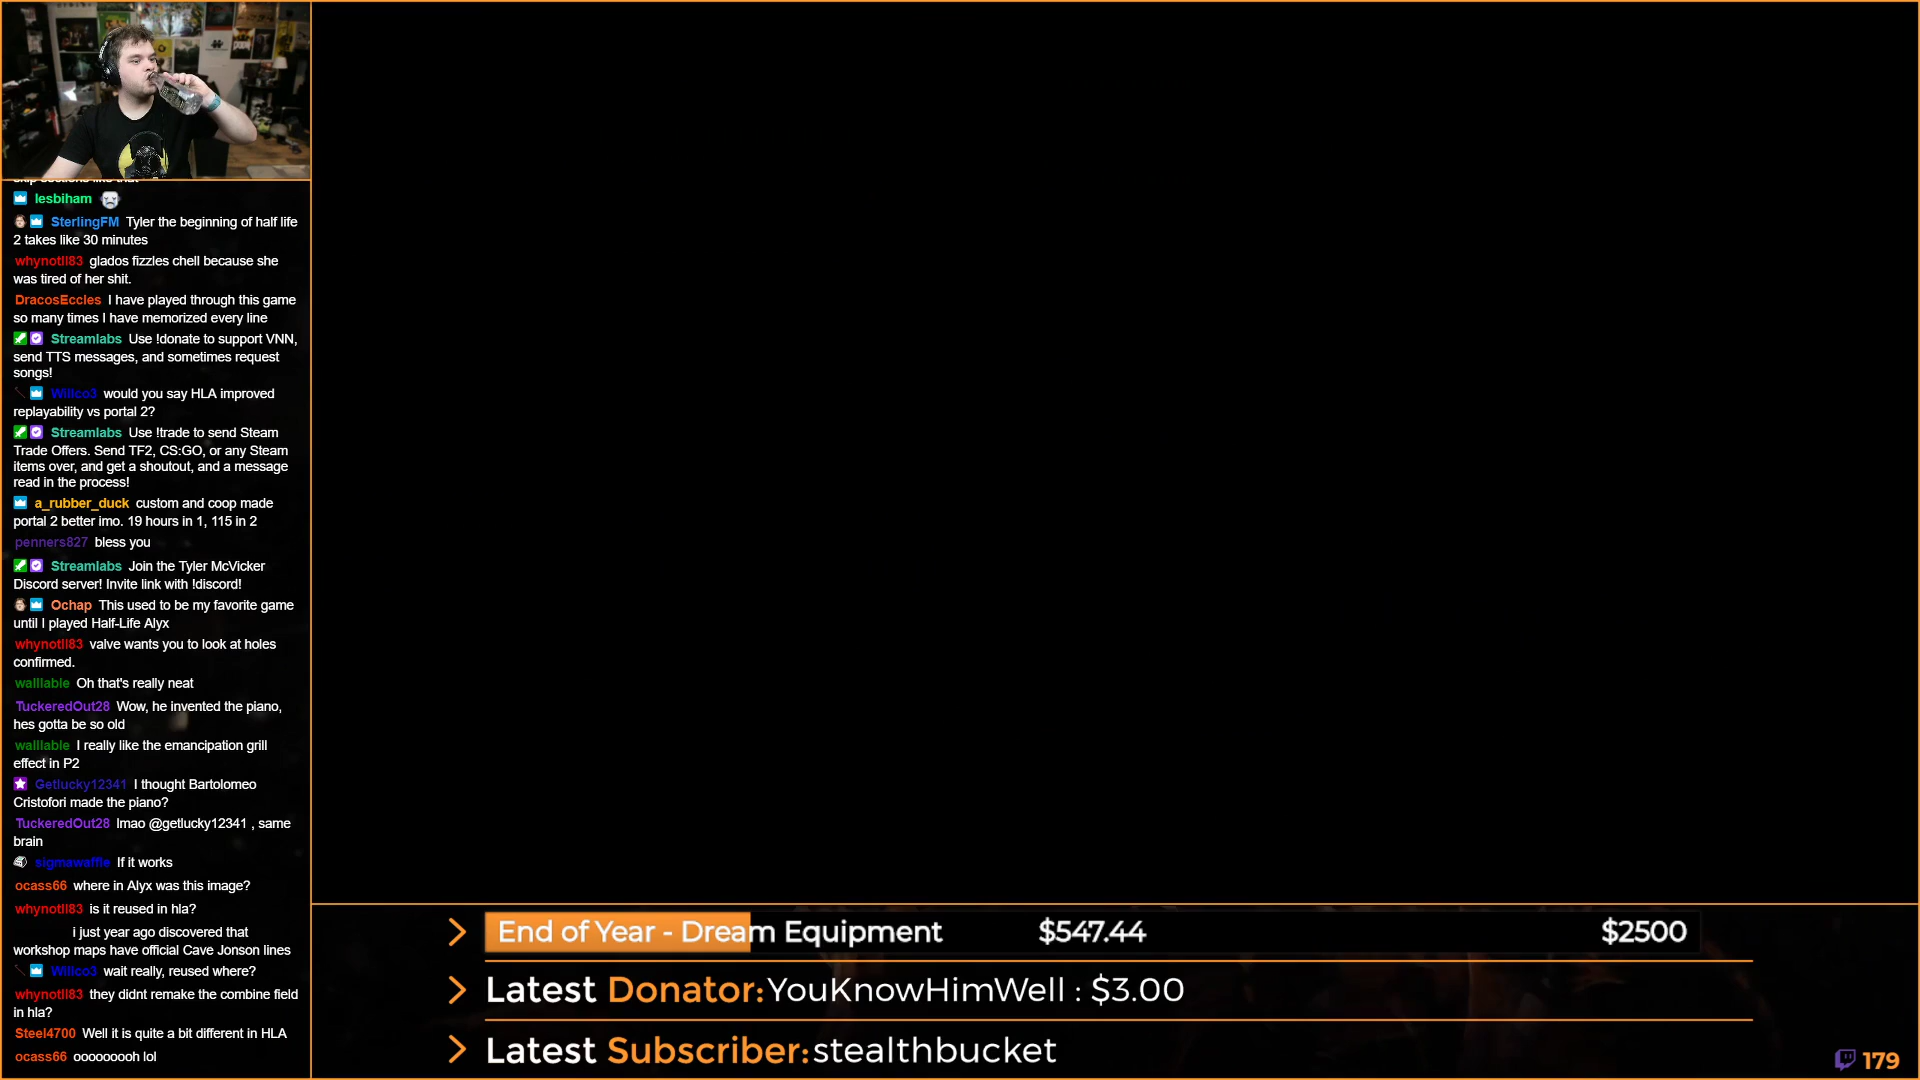 lesbiham
SterlingFM Tyler the beginning of half life
2 takes like 30 minutes
whynotll83 glados fizzles chell because she
was tired of her shit.
DracosEccles I have played through this game
so many times I have memorized every line
Streamlabs Use !donate to support VNN,
send TTS messages, and sometimes request
songs!
Willco3 would you say HLA improved
replayability vs portal 2?
Streamlabs Use !trade to send Steam
Trade Offers. Send TF2, CS:GO, or any Steam
items over, and get a shoutout, and a message
read in the process!
a_rubber_duck custom and coop made
portal 2 better imo. 19 hours in 1, 115 in 2
penners827 bless you
Streamlabs Join the Tyler McVicker
Discord server! Invite link with !discord!
Ochap This used to be my favorite game
until I played Half-Life Alyx
whynotll83 valve wants you to look at holes
confirmed.
walllable Oh that's really neat
TuckeredOut28 Wow, he invented the piano,
hes gotta be so old
walllable I really like the emancipation grill
effect in P2
Getlucky12341 I thought Bartolomeo
Cristofori made the piano?
TuckeredOut28 lmao @getlucky12341 , same
brain
sigmawaffle If it works
ocass66 where in Alyx was this image?
whynotll83 is it reused in hla?
i just year ago discovered that
workshop maps have official Cave Jonson lines
Willco3 wait really, reused where?
whynotll83 they didnt remake the combine field
in hla?
Steel4700 Well it is quite a bit different in HLA
ocass66 ooooooooh lol
End of Year - Dream Equipment $547.44 $2500
Latest Donator:YouKnowHimWell : $3.00
Latest Subscriber:stealthbucket
179